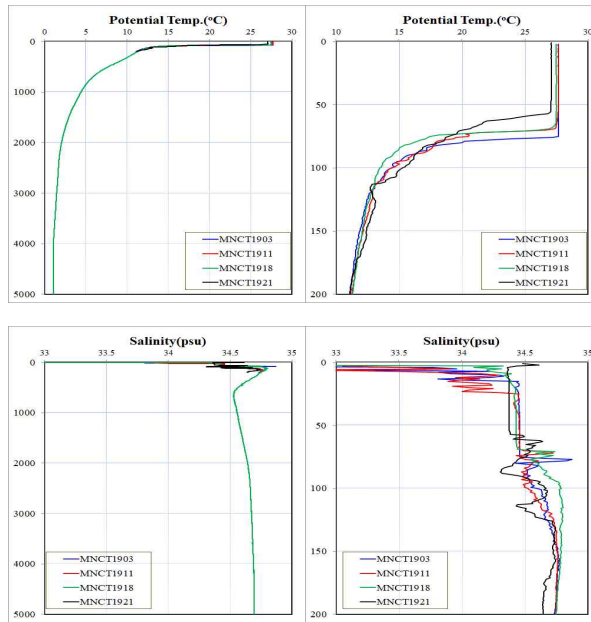 Potential Temp.(°C)
0 5 10 15 20 25 30
0
1000
2000
3000
4000
5000
MNCT1903
MNCT1911
MNCT1918
MNCT1921
Potential Temp.(°C)
10 15 20 25 30
0
50
100
150
200
MNCT1903
MNCT1911
MNCT1918
MNCT1921
Salinity(psu)
33 33.5 34 34.5 35
0
1000
2000
3000
4000
5000
MNCT1903
MNCT1911
MNCT1918
MNCT1921
Salinity(psu)
33 33.5 34 34.5 35
0
50
100
150
200
MNCT1903
MNCT1911
MNCT1918
MNCT1921